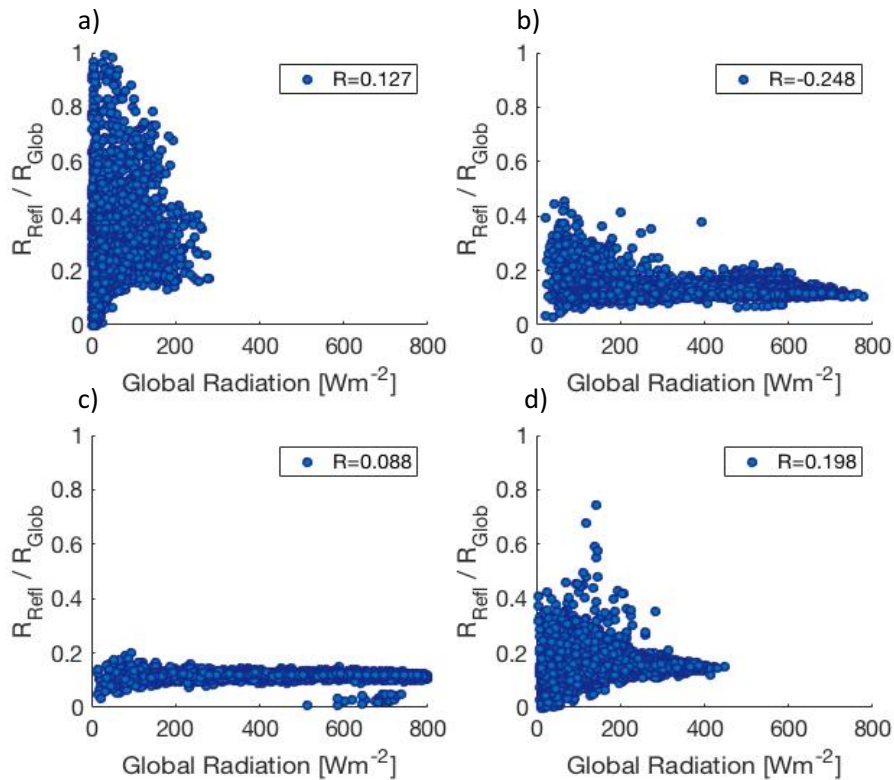 a)
R=0.127
1
0.8
0.6
0.4
0.2
0
R_Refl / R_Glob
0 200 400 600 800
Global Radiation [Wm⁻²]
b)
R=-0.248
1
0.8
0.6
0.4
0.2
0
R_Refl / R_Glob
0 200 400 600 800
Global Radiation [Wm⁻²]
c)
R=0.088
1
0.8
0.6
0.4
0.2
0
R_Refl / R_Glob
0 200 400 600 800
Global Radiation [Wm⁻²]
d)
R=0.198
1
0.8
0.6
0.4
0.2
0
R_Refl / R_Glob
0 200 400 600 800
Global Radiation [Wm⁻²]